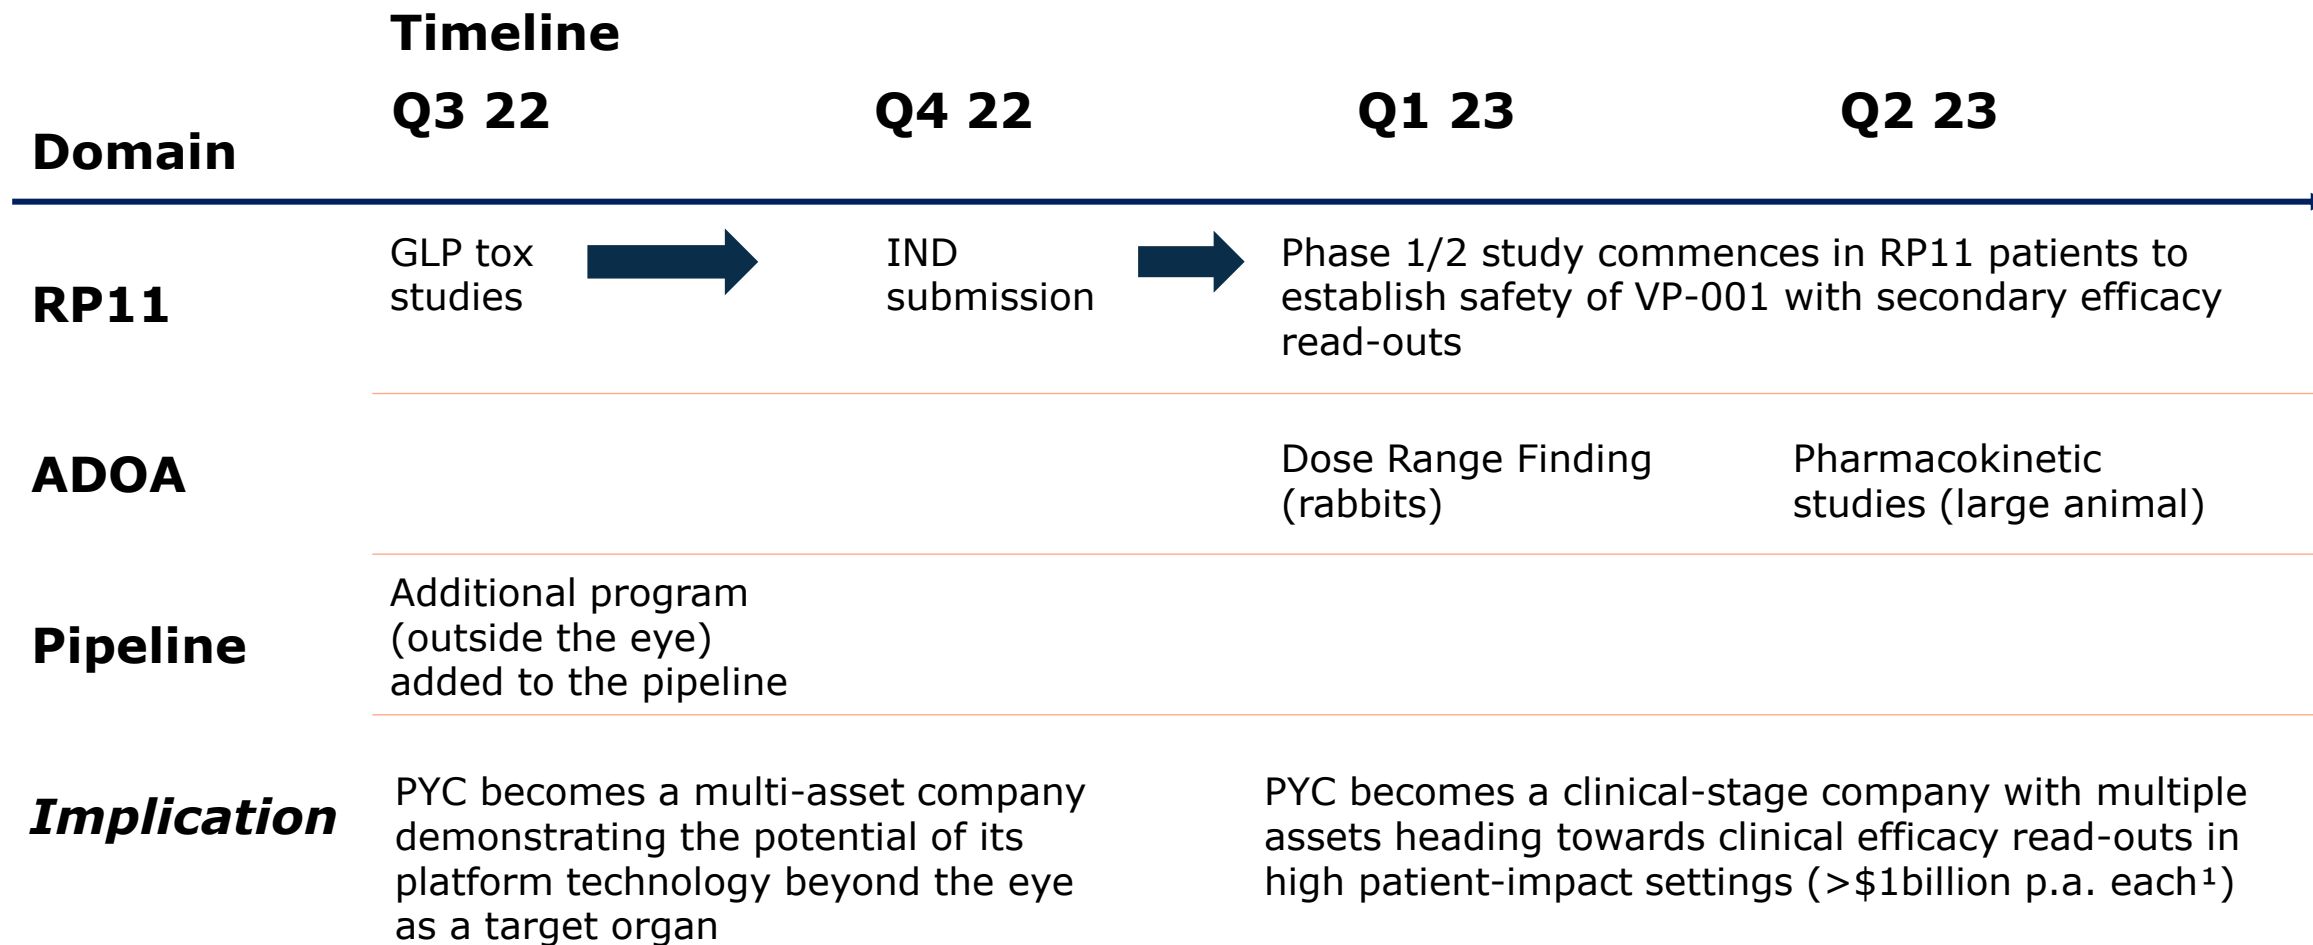 Timeline
Q3 22
Q4 22
Q1 23
Q2 23
Domain
RP11
GLP tox
studies
IND
submission
Phase 1/2 study commences in RP11 patients to
establish safety of VP-001 with secondary efficacy
read-outs
ADOA
Dose Range Finding
(rabbits)
Pharmacokinetic
studies (large animal)
Pipeline
Additional program
(outside the eye)
added to the pipeline
Implication
PYC becomes a multi-asset company
demonstrating the potential of its
platform technology beyond the eye
as a target organ
PYC becomes a clinical-stage company with multiple
assets heading towards clinical efficacy read-outs in
high patient-impact settings (>$1billion p.a. each¹)